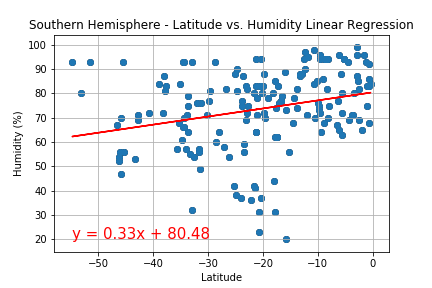 Southern Hemisphere - Latitude vs. Humidity Linear Regression
100
90
80
70
60
50
40
30
20
Humidity (%)
y = 0.33x + 80.48
−50 −40 −30 −20 −10 0
Latitude